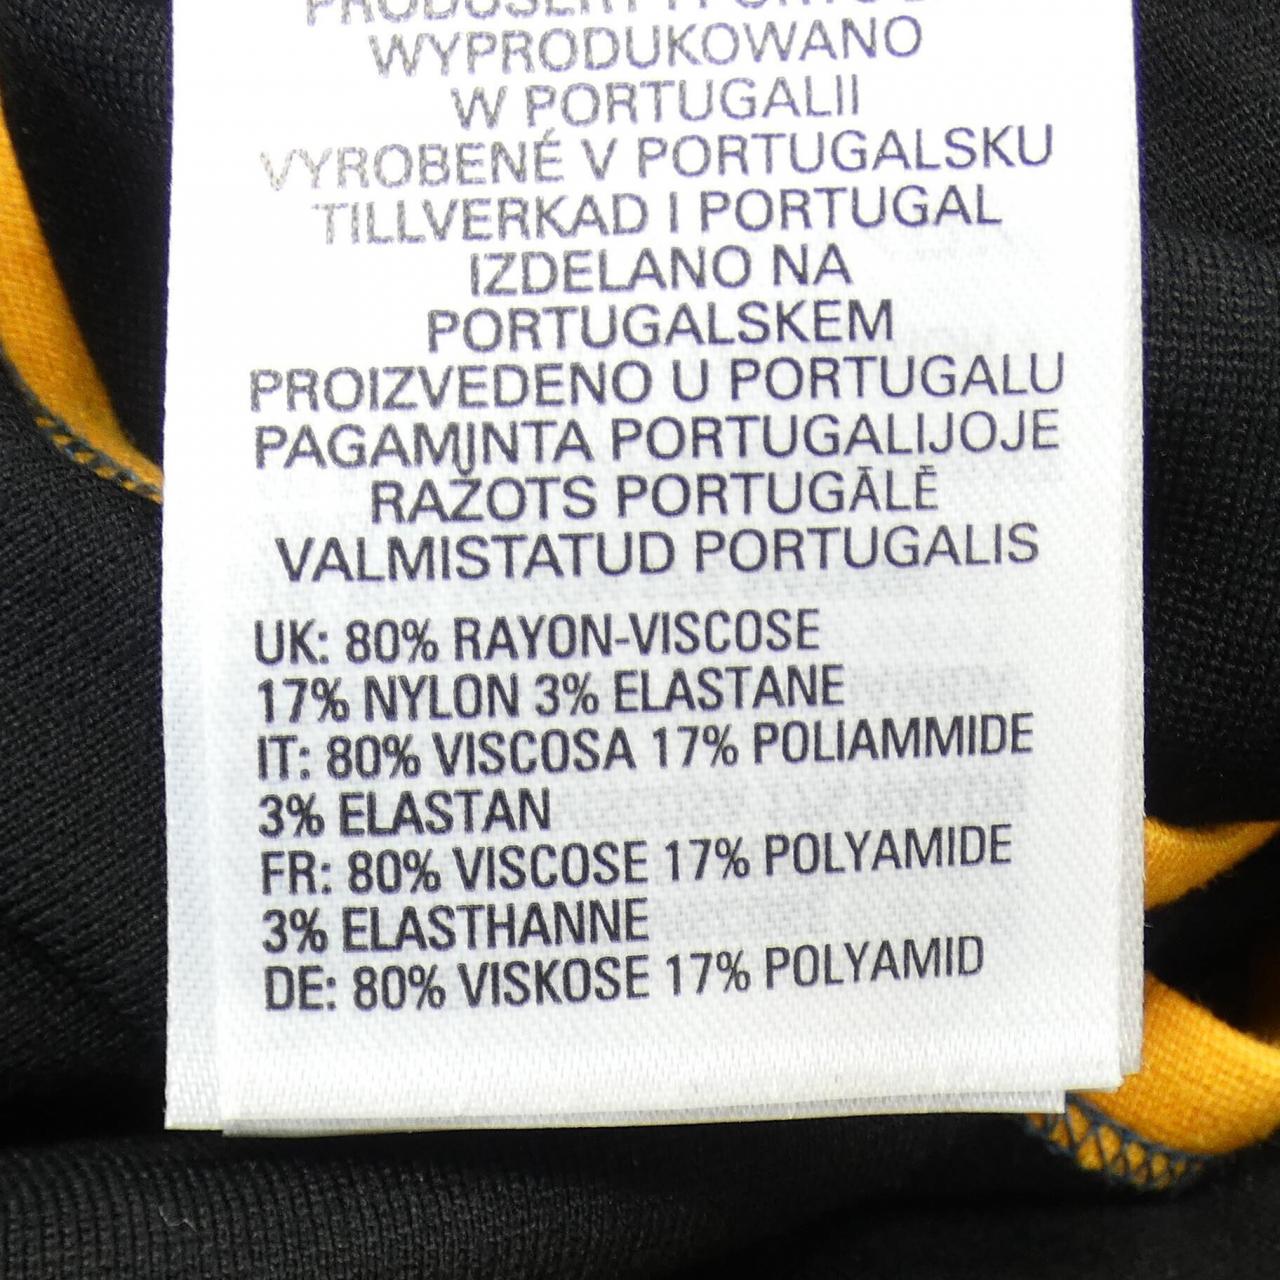 WYPRODUKOWANO
W PORTUGALII
VYROBENÉ V PORTUGALSKU
TILLVERKAD I PORTUGAL
IZDELANO NA
PORTUGALSKEM
PROIZVEDENO U PORTUGALU
PAGAMINTA PORTUGALIJOJE
RAŽOTS PORTUGĀLĒ
VALMISTATUD PORTUGALIS
UK: 80% RAYON-VISCOSE
17% NYLON 3% ELASTANE
IT: 80% VISCOSA 17% POLIAMMIDE
3% ELASTAN
FR: 80% VISCOSE 17% POLYAMIDE
3% ELASTHANNE
DE: 80% VISKOSE 17% POLYAMID